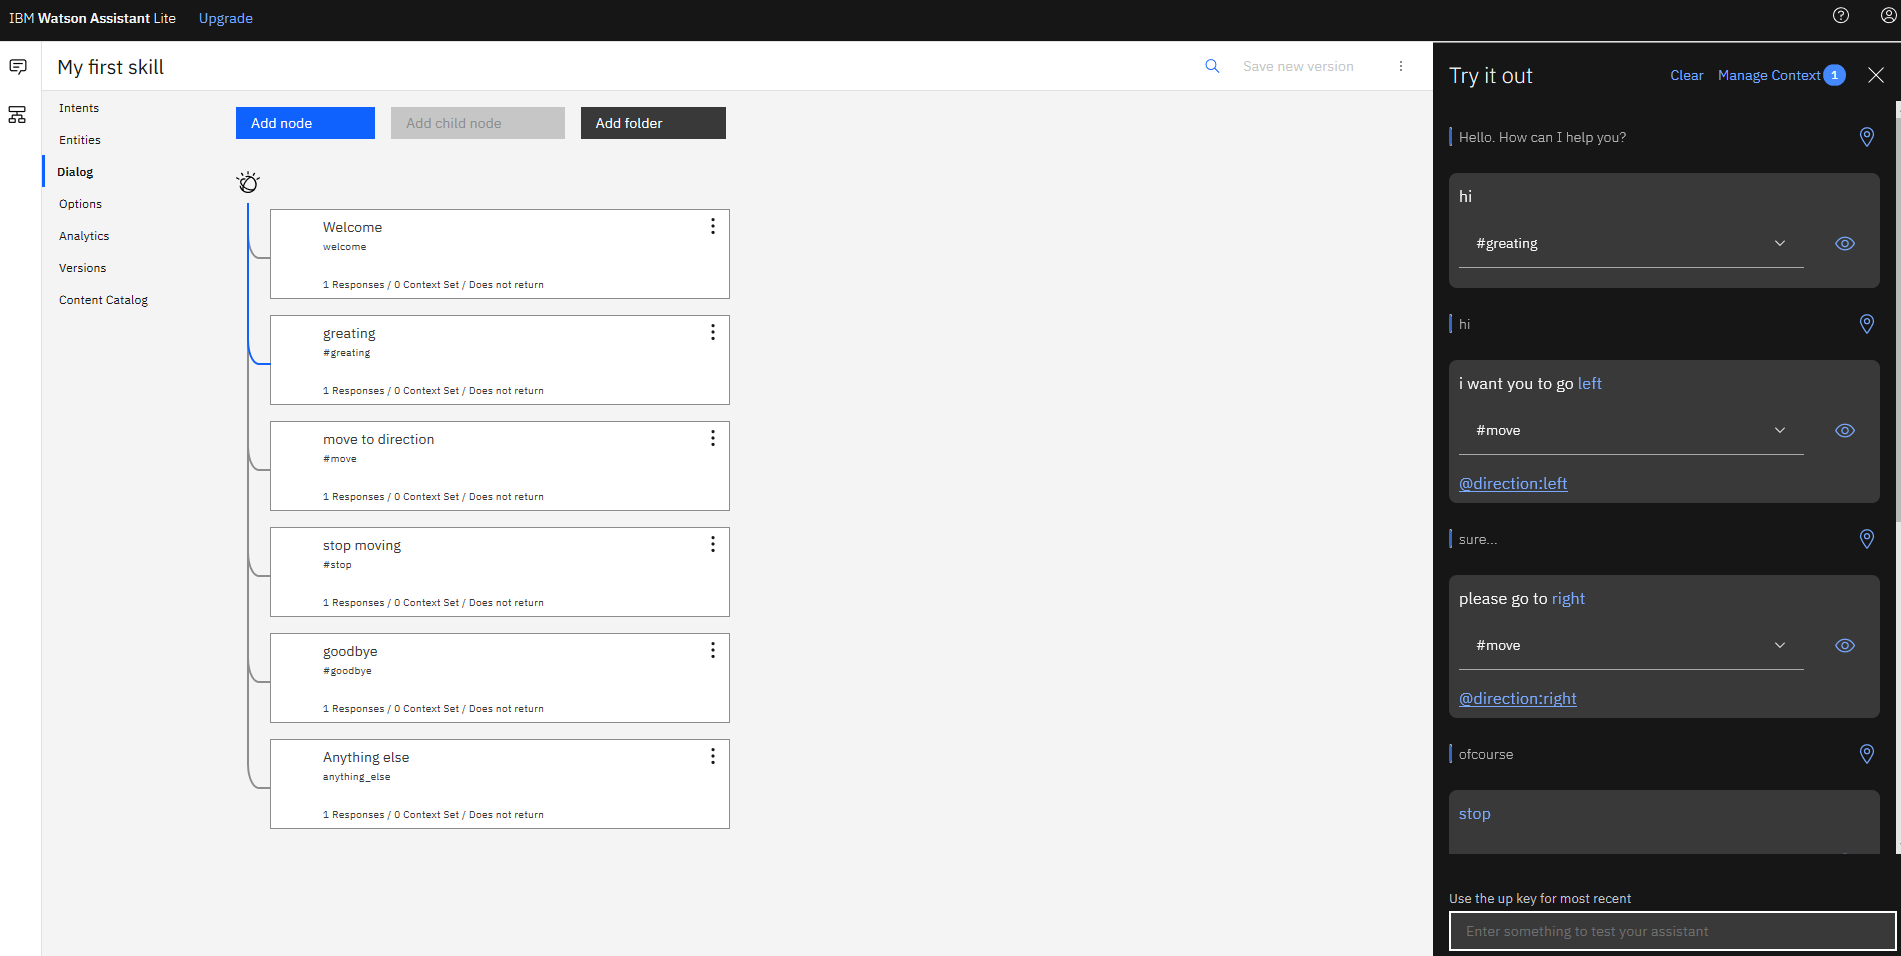 IBM Watson Assistant Lite Upgrade
My first skill
Save new version
Intents
Entities
Dialog
Options
Analytics
Versions
Content Catalog
Add node
Add child node
Add folder
Welcome
welcome
1 Responses / 0 Context Set / Does not return
greating
#greating
1 Responses / 0 Context Set / Does not return
move to direction
#move
1 Responses / 0 Context Set / Does not return
stop moving
#stop
1 Responses / 0 Context Set / Does not return
goodbye
#goodbye
1 Responses / 0 Context Set / Does not return
Anything else
anything_else
1 Responses / 0 Context Set / Does not return
Try it out
Clear
Manage Context 1
Hello. How can I help you?
hi
#greating
hi
i want you to go left
#move
@direction:left
sure...
please go to right
#move
@direction:right
ofcourse
stop
Use the up key for most recent
Enter something to test your assistant